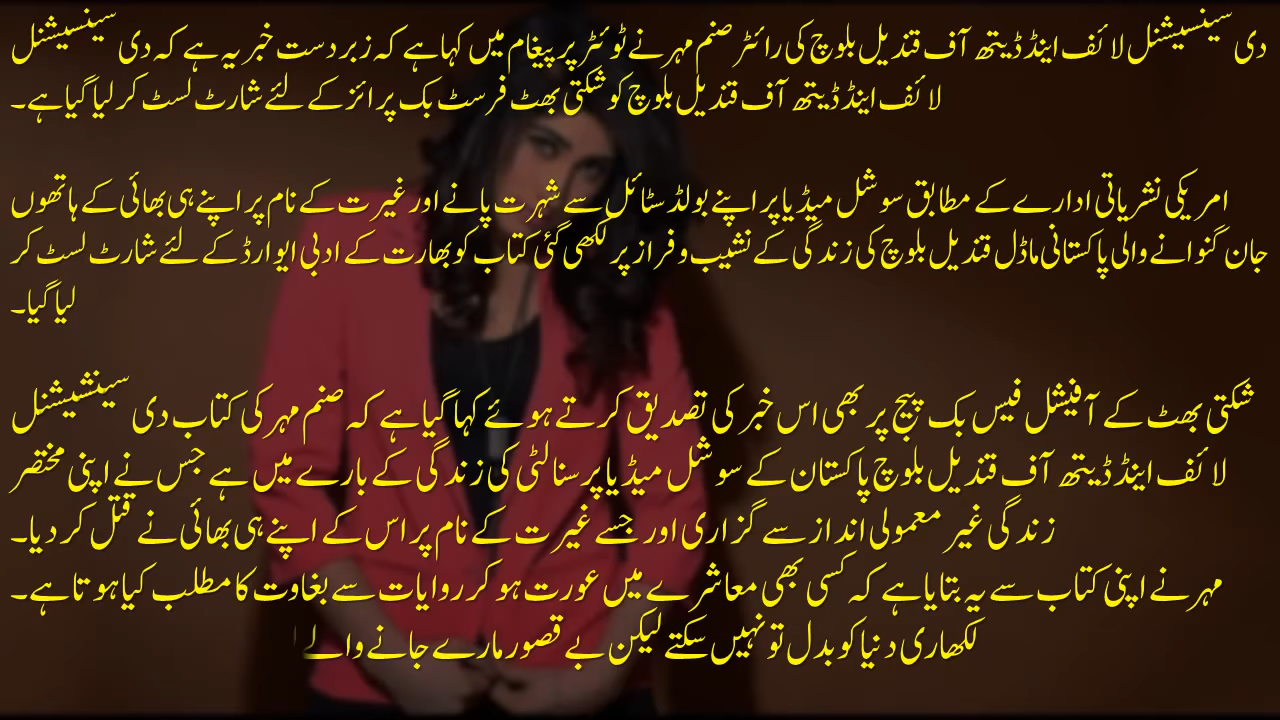 دی سینسیشنل لائف اینڈ ڈیتھ آف قندیل بلوچ کی رائٹر صنم مہر نے ٹوئٹر پر پیغام میں کہا ہے کہ زبردست خبر یہ ہے کہ دی سینسیشنل
لائف اینڈ ڈیتھ آف قندیل بلوچ کو شکتی بھٹ فرسٹ بک پرائز کے لئے شارٹ لسٹ کر لیا گیا ہے۔
امریکی نشریاتی ادارے کے مطابق سوشل میڈیا پر اپنے بولڈ سٹائل سے شہرت پانے اور غیرت کے نام پر اپنے ہی بھائی کے ہاتھوں
جان گنوانے والی پاکستانی ماڈل قندیل بلوچ کی زندگی کے نشیب و فراز پر لکھی گئی کتاب کو بھارت کے ادبی ایوارڈ کے لئے شارٹ لسٹ کر
لیا گیا۔
شکتی بھٹ کے آفیشل فیس بک پیج پر بھی اس خبر کی تصدیق کرتے ہوئے کہا گیا ہے کہ صنم مہر کی کتاب دی سینشیشنل
لائف اینڈ ڈیتھ آف قندیل بلوچ پاکستان کے سوشل میڈیا پرسنالٹی کی زندگی کے بارے میں ہے جس نے اپنی مختصر
زندگی غیر معمولی انداز سے گزاری اور جسے غیرت کے نام پر اس کے اپنے ہی بھائی نے قتل کر دیا۔
مہر نے اپنی کتاب سے یہ بتایا ہے کہ کسی بھی معاشرے میں عورت ہو کر روایات سے بغاوت کا مطلب کیا ہوتا ہے۔
لکھاری دنیا کو بدل تو نہیں سکتے لیکن بے قصور مارے جانے والے